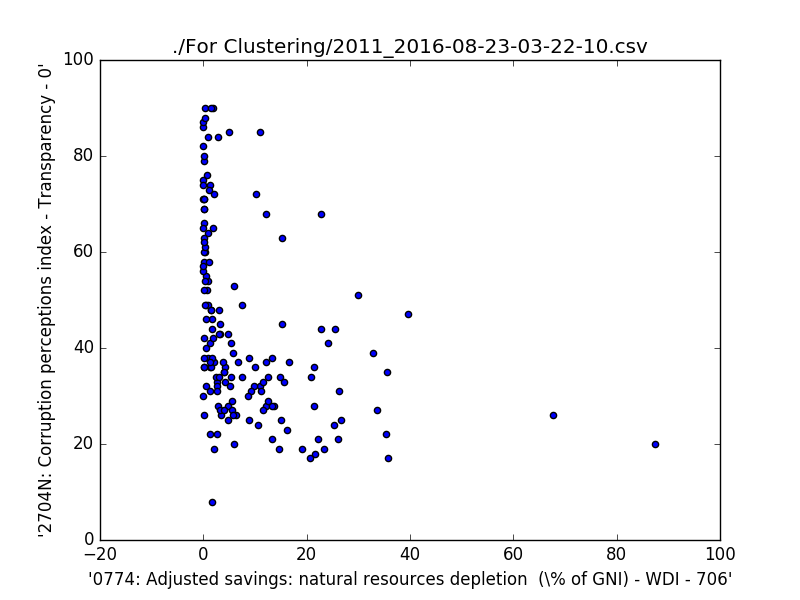 ./For Clustering/2011_2016-08-23-03-22-10.csv
100
80
60
40
20
0
'2704N: Corruption perceptions index - Transparency - 0'
−20 0 20 40 60 80 100
'0774: Adjusted savings: natural resources depletion  (\% of GNI) - WDI - 706'